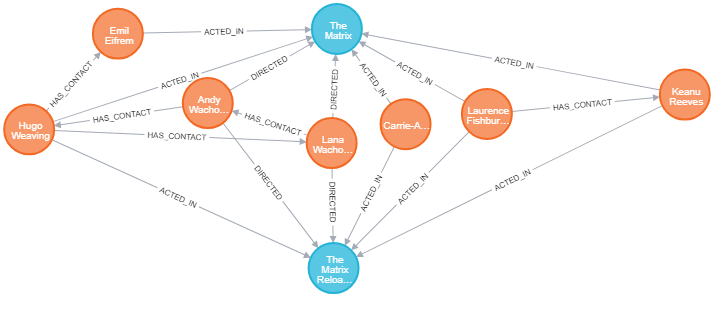 Emil
Eifrem
ACTED_IN
The
Matrix
HAS_CONTACT
ACTED_IN
DIRECTED
DIRECTED
ACTED_IN
ACTED_IN
ACTED_IN
Hugo
Weaving
HAS_CONTACT
Andy
Wacho...
HAS_CONTACT
HAS_CONTACT
Lana
Wacho...
Carrie-A...
Laurence
Fishbur...
HAS_CONTACT
Keanu
Reeves
ACTED_IN
DIRECTED
DIRECTED
ACTED_IN
ACTED_IN
ACTED_IN
The
Matrix
Reloa...